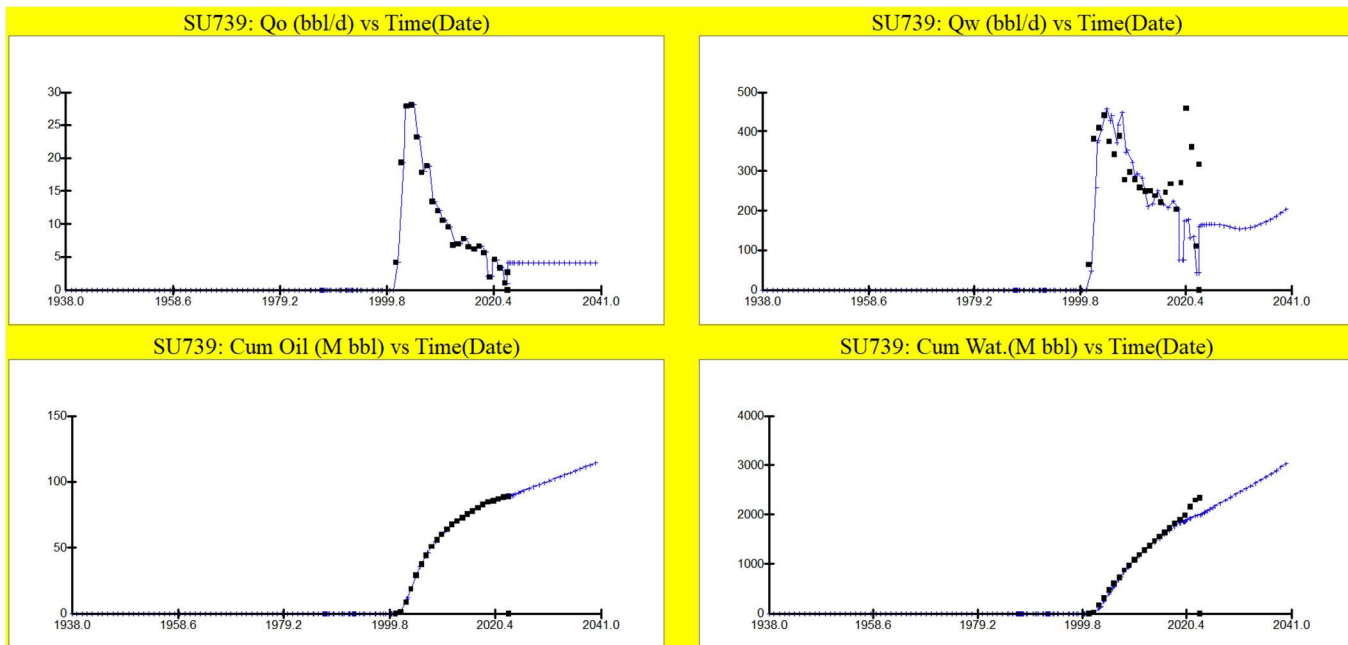 SU739: Qo (bbl/d) vs Time(Date)
30
25
20
15
10
5
0
1938.0 1958.6 1979.2 1999.8 2020.4 2041.0
SU739: Qw (bbl/d) vs Time(Date)
500
400
300
200
100
0
1938.0 1958.6 1979.2 1999.8 2020.4 2041.0
SU739: Cum Oil (M bbl) vs Time(Date)
150
100
50
0
1938.0 1958.6 1979.2 1999.8 2020.4 2041.0
SU739: Cum Wat.(M bbl) vs Time(Date)
4000
3000
2000
1000
0
1938.0 1958.6 1979.2 1999.8 2020.4 2041.0